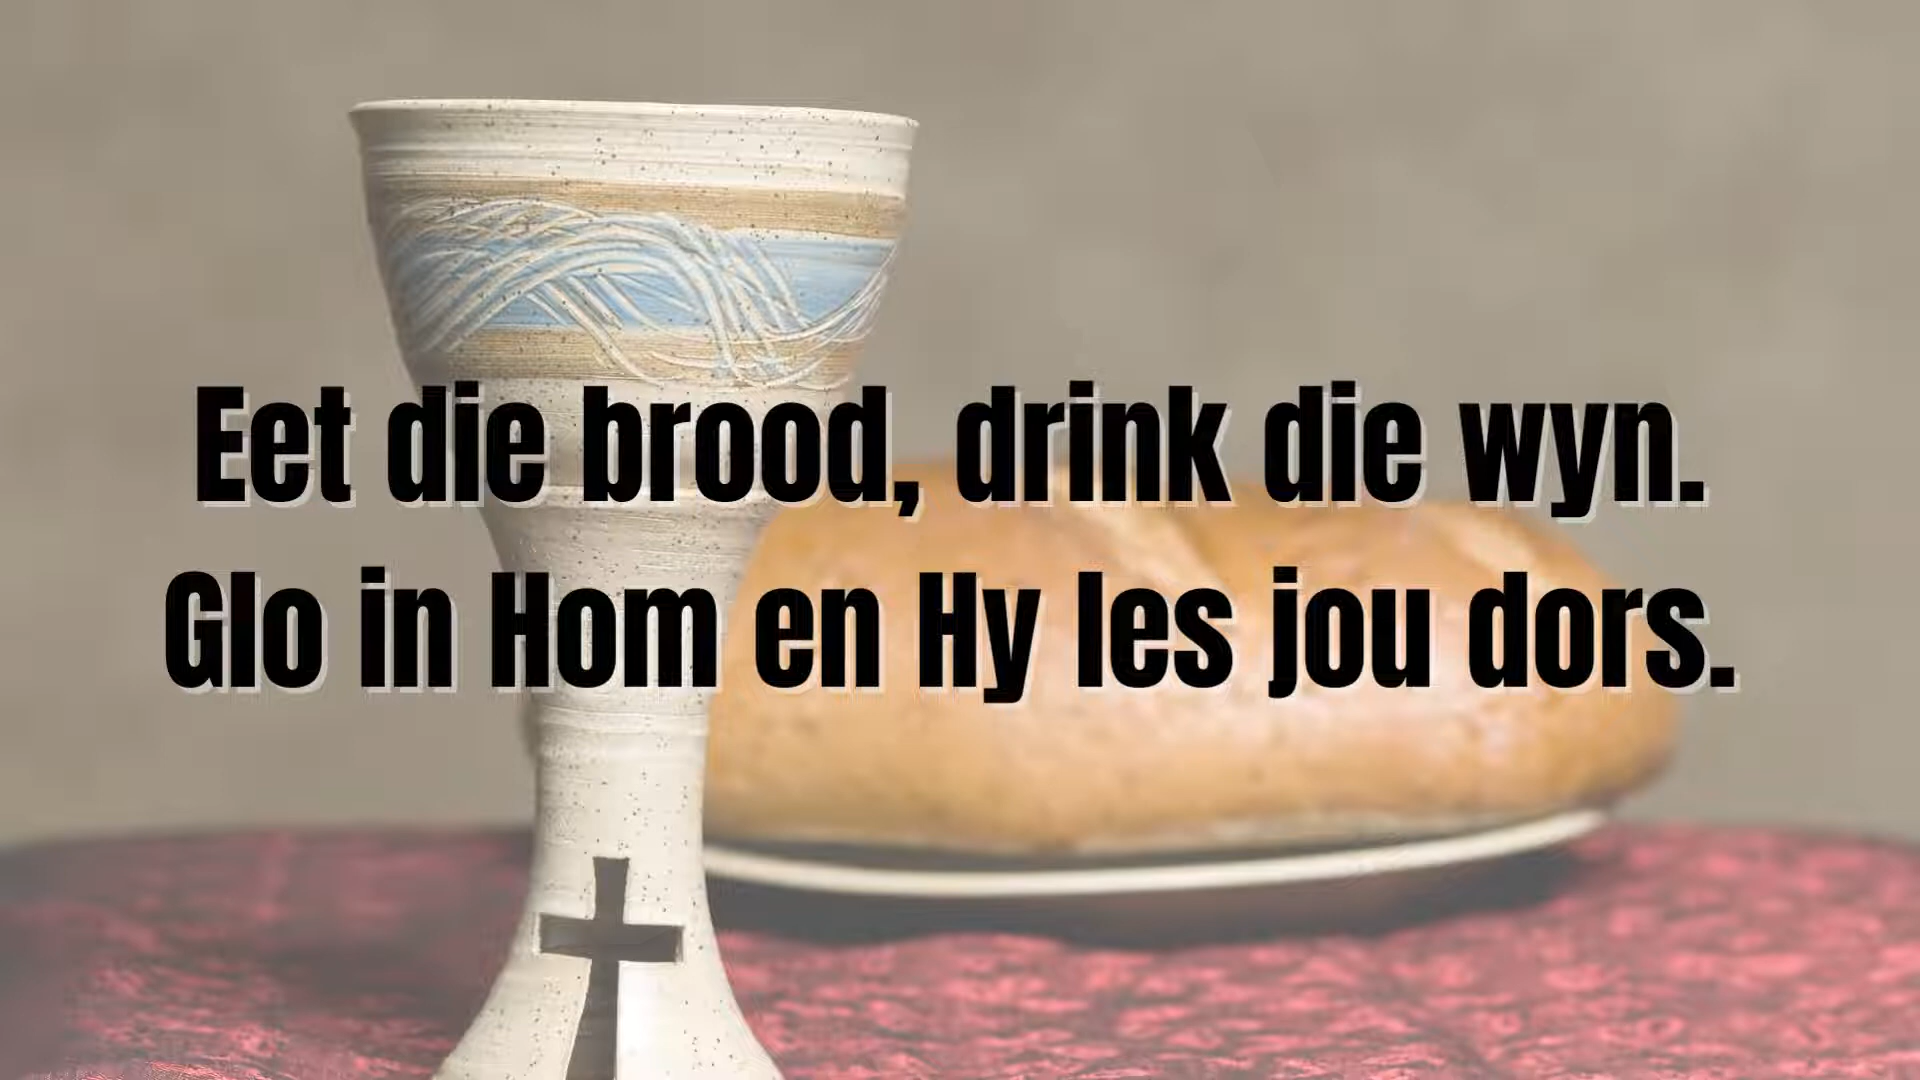 Eet die brood, drink die wyn.
Glo in Hom en Hy les jou dors.